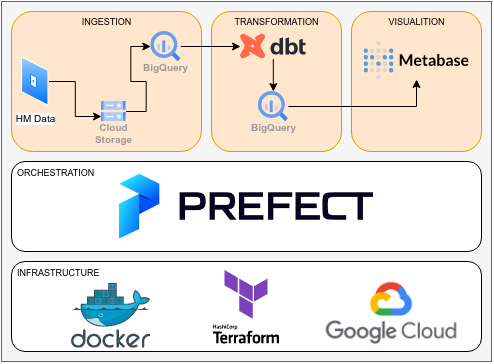 INGESTION
TRANSFORMATION
VISUALITION
BigQuery
dbt
Metabase
HM Data
Cloud
Storage
BigQuery
ORCHESTRATION
PREFECT
INFRASTRUCTURE
docker
HashiCorp
Terraform
Google Cloud